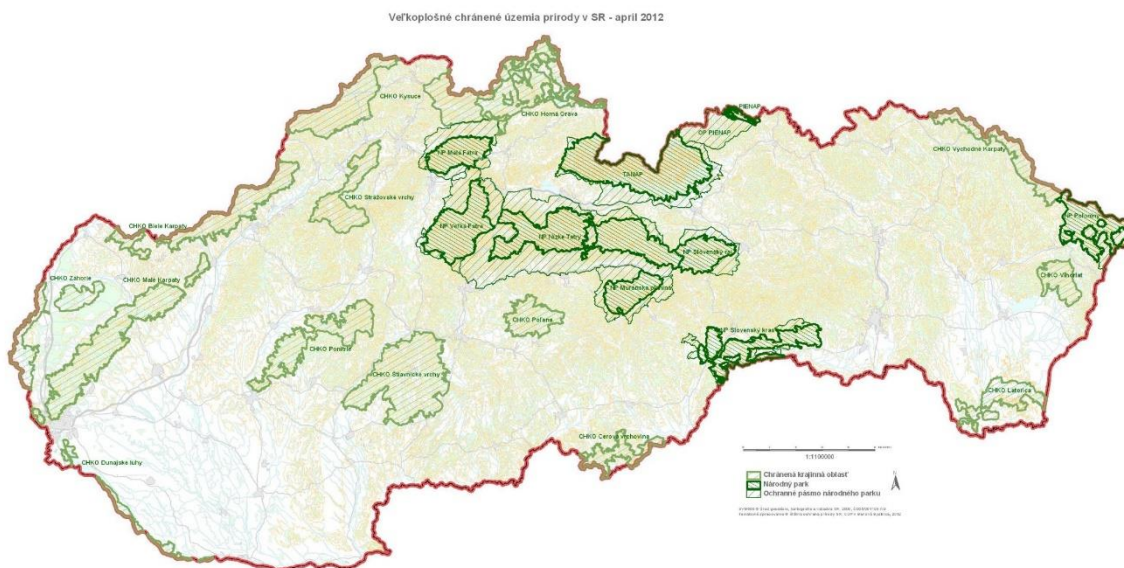 Veľkoplošné chránené územia prírody v SR - apríl 2012
CHKO Kysuce
CHKO Horná Orava
PIENAP
OP PIENAP
CHKO Východné Karpaty
NP Malá Fatra
TANAP
CHKO Strážovské vrchy
NP Poloniny
CHKO Biele Karpaty
NP Veľká Fatra
NP Nízke Tatry
NP Slovenský raj
CHKO Záhorie
CHKO Malé Karpaty
CHKO Vihorlat
NP Muránska planina
CHKO Poľana
NP Slovenský kras
CHKO Ponitrie
CHKO Štiavnické vrchy
CHKO Latorica
CHKO Cerová vrchovina
CHKO Dunajské luhy
1:1100000
Chránená krajinná oblasť
Národný park
Ochranné pásmo národného parku